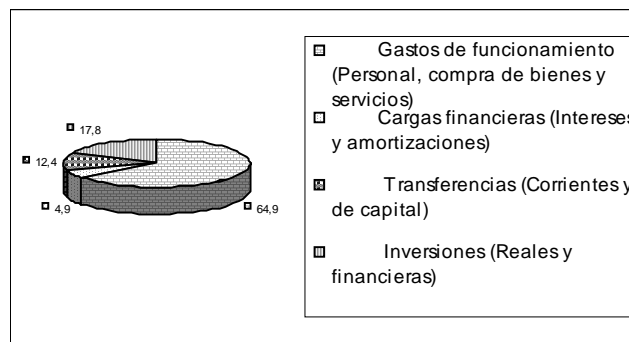 17,8
12,4
4,9
64,9
Gastos de funcionamiento
(Personal, compra de bienes y
servicios)
Cargas financieras (Intereses
y amortizaciones)
Transferencias (Corrientes y
de capital)
Inversiones (Reales y
financieras)